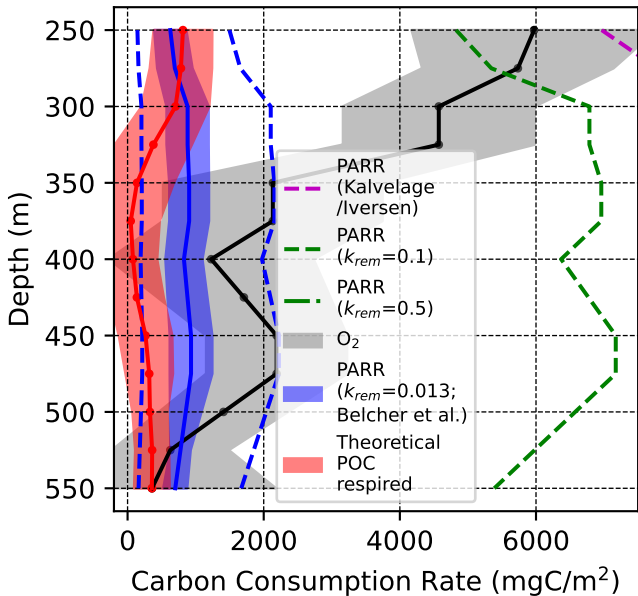 250
300
350
400
450
500
550
Depth (m)
PARR
(Kalvelage
/Iversen)
PARR
(k_rem=0.1)
PARR
(k_rem=0.5)
O₂
PARR
(k_rem=0.013;
Belcher et al.)
Theoretical
POC
respired
0
2000
4000
6000
Carbon Consumption Rate (mgC/m²)